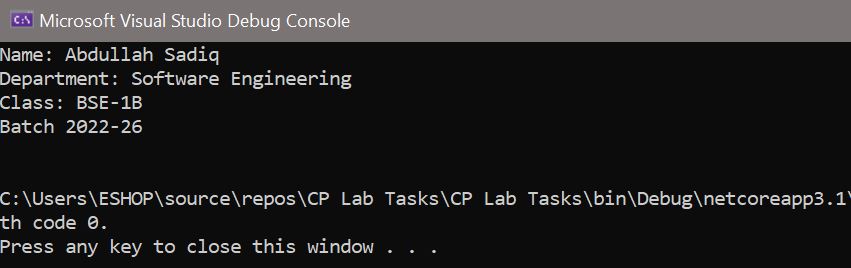 Microsoft Visual Studio Debug Console
Name: Abdullah Sadiq
Department: Software Engineering
Class: BSE-1B
Batch 2022-26
C:\Users\ESHOP\source\repos\CP Lab Tasks\CP Lab Tasks\bin\Debug\netcoreapp3.1\
th code 0.
Press any key to close this window . . .